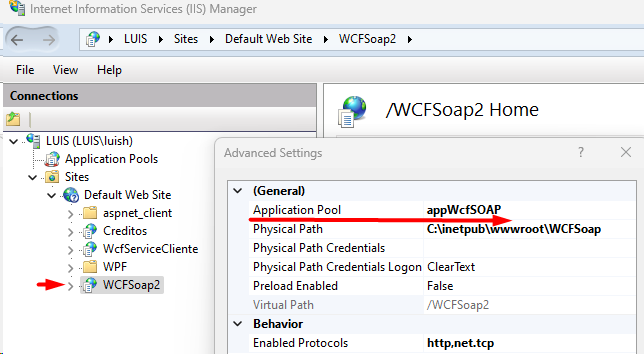 Internet Information Services (IIS) Manager
LUIS Sites Default Web Site WCFSoap2
File View Help
Connections
/WCFSoap2 Home
LUIS (LUIS\luish)
Application Pools
Sites
Default Web Site
aspnet_client
Creditos
WcfServiceCliente
WPF
WCFSoap2
Advanced Settings ? X
(General)
Application Pool appWcfSOAP
Physical Path C:\inetpub\wwwroot\WCFSoap
Physical Path Credentials
Physical Path Credentials Logon ClearText
Preload Enabled False
Virtual Path /WCFSoap2
Behavior
Enabled Protocols http,net.tcp